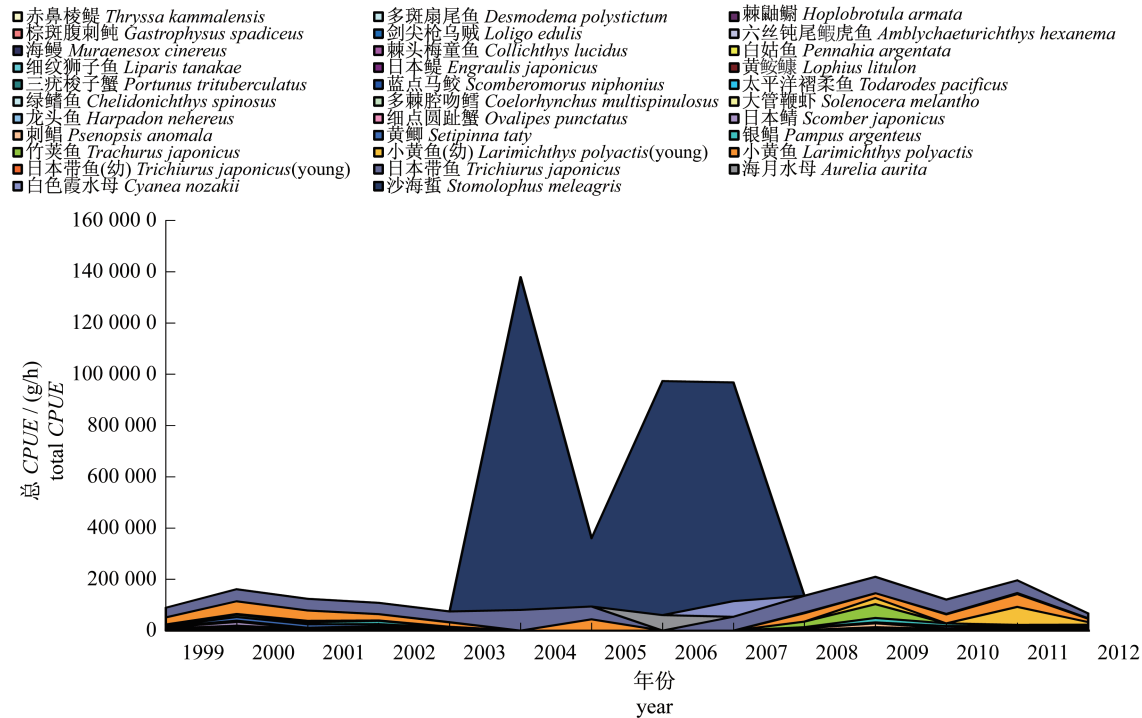 赤鼻棱鳀 Thryssa kammalensis
棕斑腹刺鲀 Gastrophysus spadiceus
海鳗 Muraenesox cinereus
细纹狮子鱼 Liparis tanakae
三疣梭子蟹 Portunus trituberculatus
绿鳍鱼 Chelidonichthys spinosus
龙头鱼 Harpadon nehereus
刺鲳 Psenopsis anomala
竹荚鱼 Trachurus japonicus
日本带鱼(幼) Trichiurus japonicus(young)
白色霞水母 Cyanea nozakii
多斑扇尾鱼 Desmodema polystictum
剑尖枪乌贼 Loligo edulis
棘头梅童鱼 Collichthys lucidus
日本鳀 Engraulis japonicus
蓝点马鲛 Scomberomorus niphonius
多棘腔吻鳕 Coelorhynchus multispinulosus
细点圆趾蟹 Ovalipes punctatus
黄鲫 Setipinna taty
小黄鱼(幼) Larimichthys polyactis(young)
日本带鱼 Trichiurus japonicus
沙海蜇 Stomolophus meleagris
棘鼬鳚 Hoplobrotula armata
六丝钝尾鰕虎鱼 Amblychaeturichthys hexanema
白姑鱼 Pennahia argentata
黄鮟鱇 Lophius litulon
太平洋褶柔鱼 Todarodes pacificus
大管鞭虾 Solenocera melantho
日本鲭 Scomber japonicus
银鲳 Pampus argenteus
小黄鱼 Larimichthys polyactis
海月水母 Aurelia aurita
160 000 0
140 000 0
120 000 0
100 000 0
800 000
600 000
400 000
200 000
0
总 CPUE / (g/h)
total CPUE
1999 2000 2001 2002 2003 2004 2005 2006 2007 2008 2009 2010 2011 2012
年份
year